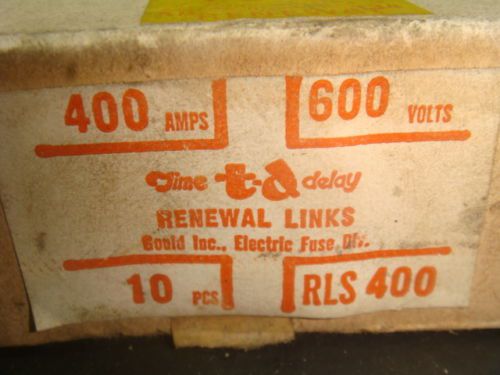 400 AMPS 600 VOLTS
Time -t-d delay
RENEWAL LINKS
Gould Inc., Electric Fuse Div.
10 PCS RLS 400